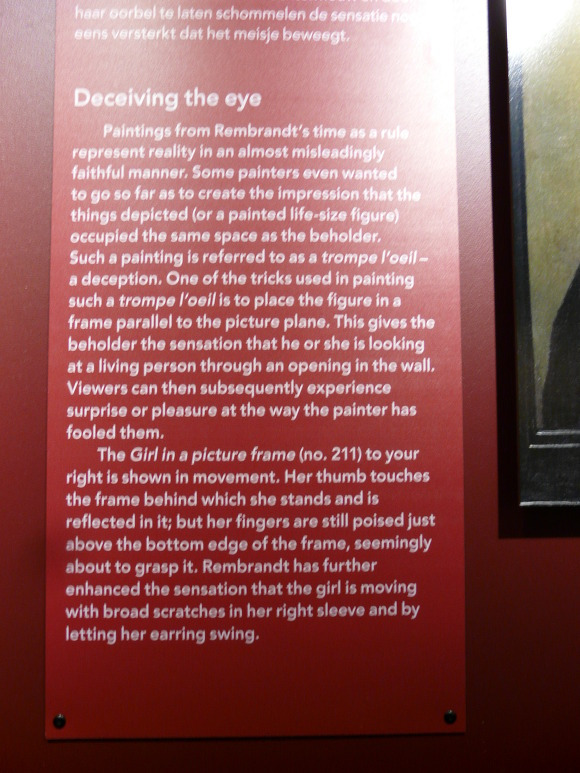 haar oorbel te laten schommelen de sensatie
eens versterkt dat het meisje beweegt.
Deceiving the eye
Paintings from Rembrandt's time as a rule
represent reality in an almost misleadingly
faithful manner. Some painters even wanted
to go so far as to create the impression that the
things depicted (or a painted life-size figure)
occupied the same space as the beholder.
Such a painting is referred to as a trompe l'oeil –
a deception. One of the tricks used in painting
such a trompe l'oeil is to place the figure in a
frame parallel to the picture plane. This gives the
beholder the sensation that he or she is looking
at a living person through an opening in the wall.
Viewers can then subsequently experience
surprise or pleasure at the way the painter has
fooled them.
The Girl in a picture frame (no. 211) to your
right is shown in movement. Her thumb touches
the frame behind which she stands and is
reflected in it; but her fingers are still poised just
above the bottom edge of the frame, seemingly
about to grasp it. Rembrandt has further
enhanced the sensation that the girl is moving
with broad scratches in her right sleeve and by
letting her earring swing.